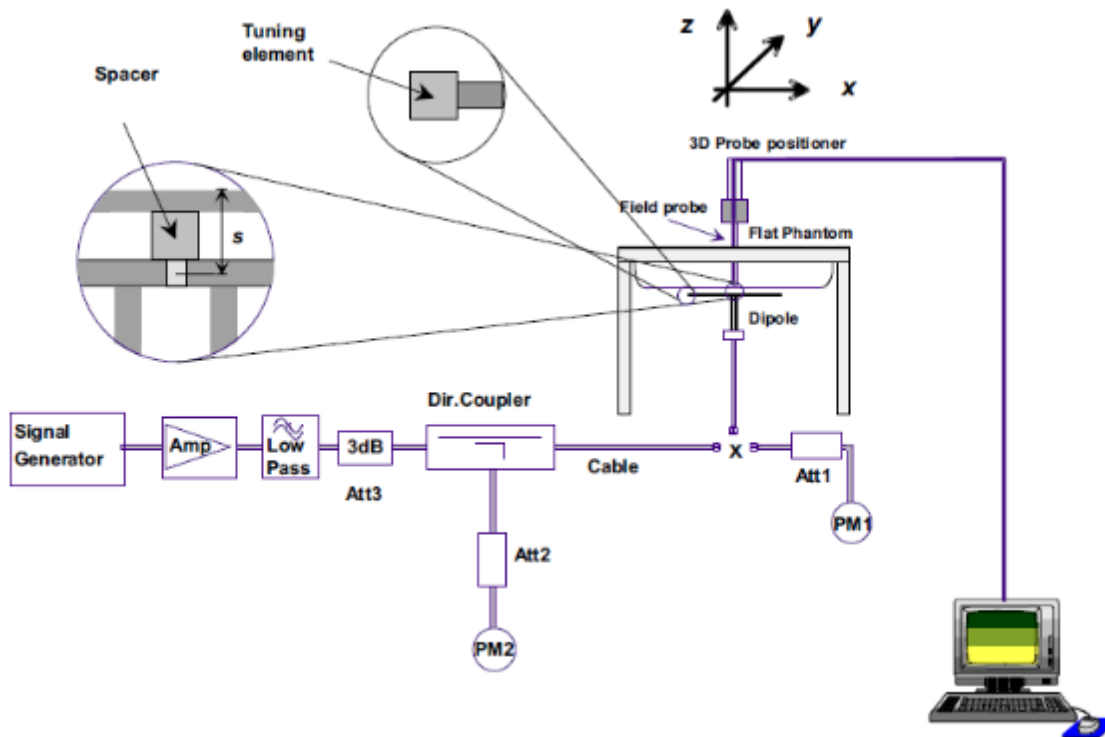 Tuning
element
Spacer
s
z
y
x
3D Probe positioner
Field probe
Flat Phantom
Dipole
Dir.Coupler
Signal
Generator
Amp
Low
Pass
3dB
Att3
Cable
X
Att1
PM1
Att2
PM2